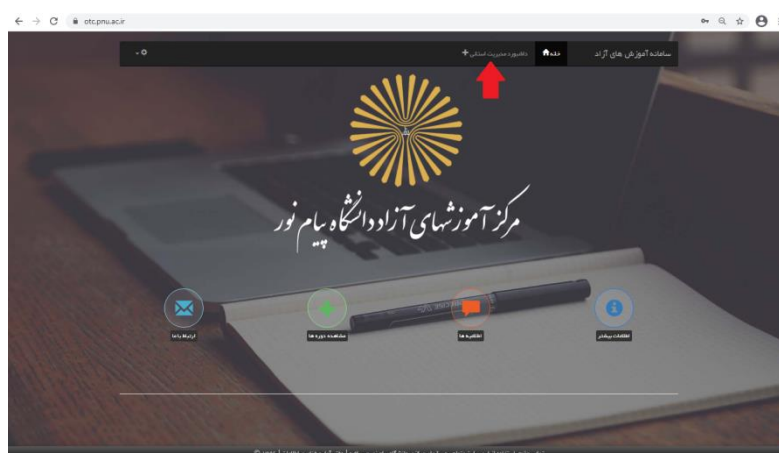 otc.pnu.ac.ir
سامانه آموزش های آزاد
خانه
داشبورد مدیریت استانی
مرکز آموزشهای آزاد دانشگاه پیام نور
اطلاعات بیشتر
اطلاعیه ها
مشاهده دوره ها
ارتباط با ما